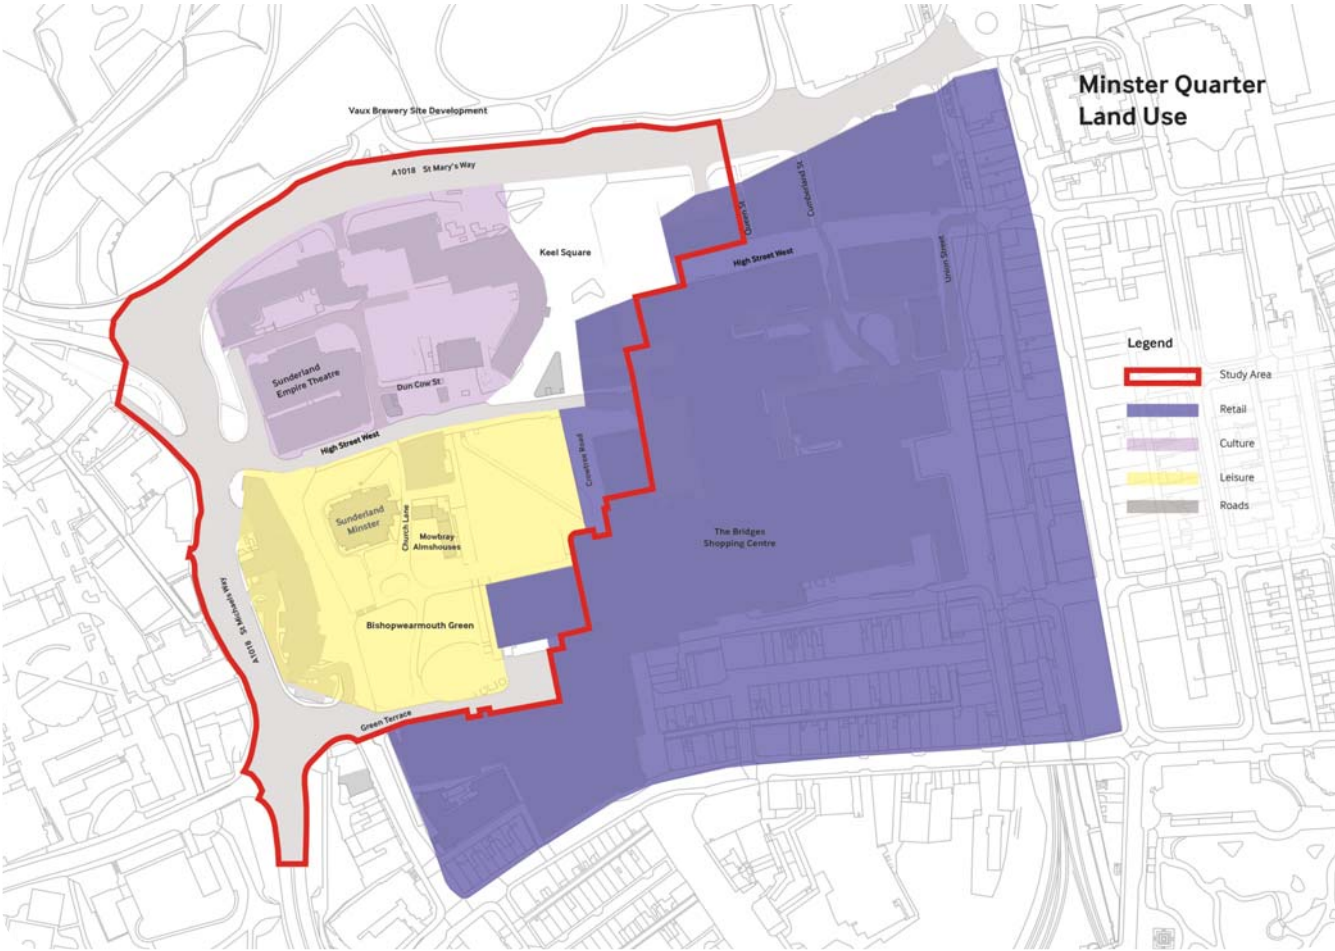 Minster Quarter
Land Use
Vaux Brewery Site Development
A1018 St Mary's Way
Cumberland St
Queen St
Keel Square
High Street West
Union Street
Legend
Study Area
Sunderland
Empire Theatre
Dun Cow St
Retail
High Street West
Culture
Crowtree Road
Leisure
Roads
Sunderland
Minster
Church Lane
Mowbray
Almshouses
The Bridges
Shopping Centre
A1018 St Michaels Way
Bishopwearmouth Green
Green Terrace